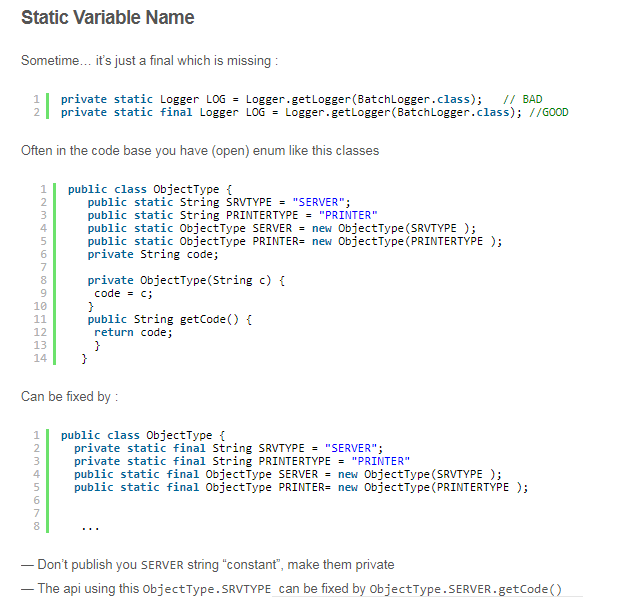 Static Variable Name
Sometime... it's just a final which is missing :
1 private static Logger LOG = Logger.getLogger(BatchLogger.class); // BAD
2 private static final Logger LOG = Logger.getLogger(BatchLogger.class); //GOOD
Often in the code base you have (open) enum like this classes
1 public class ObjectType {
2 public static String SRVTYPE = "SERVER";
3 public static String PRINTERTYPE = "PRINTER"
4 public static ObjectType SERVER = new ObjectType(SRVTYPE );
5 public static ObjectType PRINTER= new ObjectType(PRINTERTYPE );
6 private String code;
7
8 private ObjectType(String c) {
9 code = c;
10 }
11 public String getCode() {
12 return code;
13 }
14 }
Can be fixed by :
1 public class ObjectType {
2 private static final String SRVTYPE = "SERVER";
3 private static final String PRINTERTYPE = "PRINTER"
4 public static final ObjectType SERVER = new ObjectType(SRVTYPE );
5 public static final ObjectType PRINTER= new ObjectType(PRINTERTYPE );
6
7
8 ...
— Don't publish you SERVER string "constant", make them private
— The api using this ObjectType.SRVTYPE can be fixed by ObjectType.SERVER.getCode()